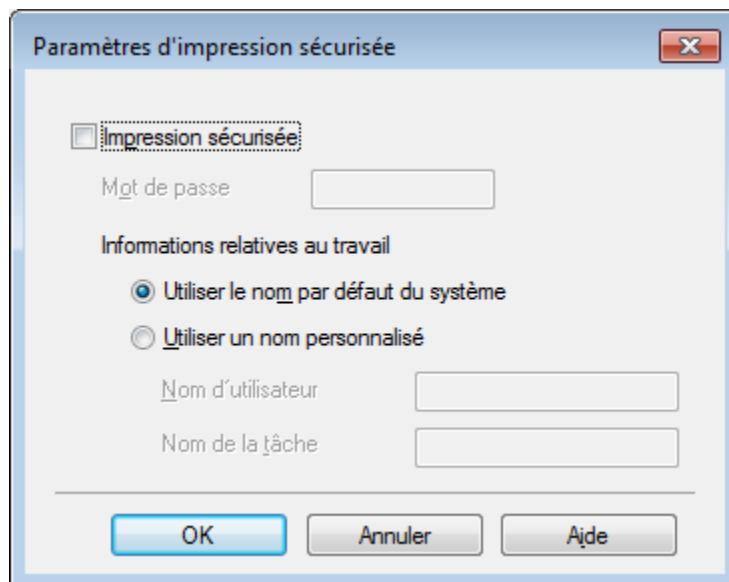 Paramètres d'impression sécurisée
Impression sécurisée
Mot de passe
Informations relatives au travail
Utiliser le nom par défaut du système
Utiliser un nom personnalisé
Nom d´utilisateur
Nom de la tâche
OK Annuler Aide